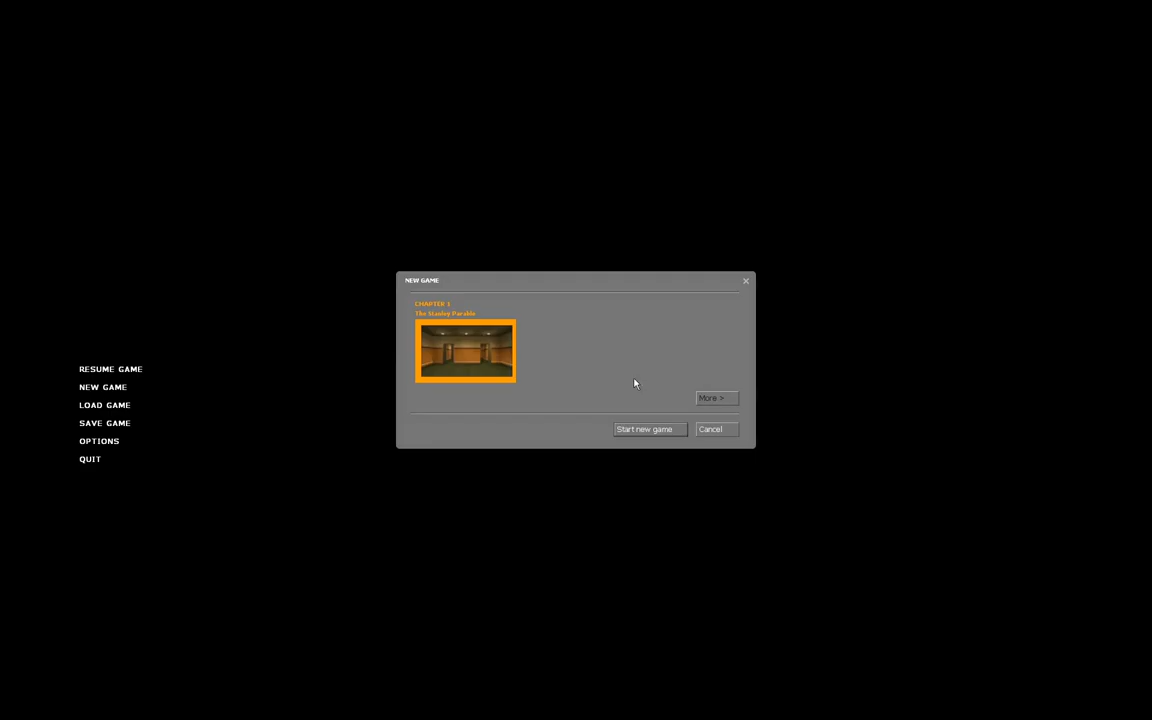 NEW GAME
CHAPTER 1
The Stanley Parable
More >
Start new game
Cancel
RESUME GAME
NEW GAME
LOAD GAME
SAVE GAME
OPTIONS
QUIT